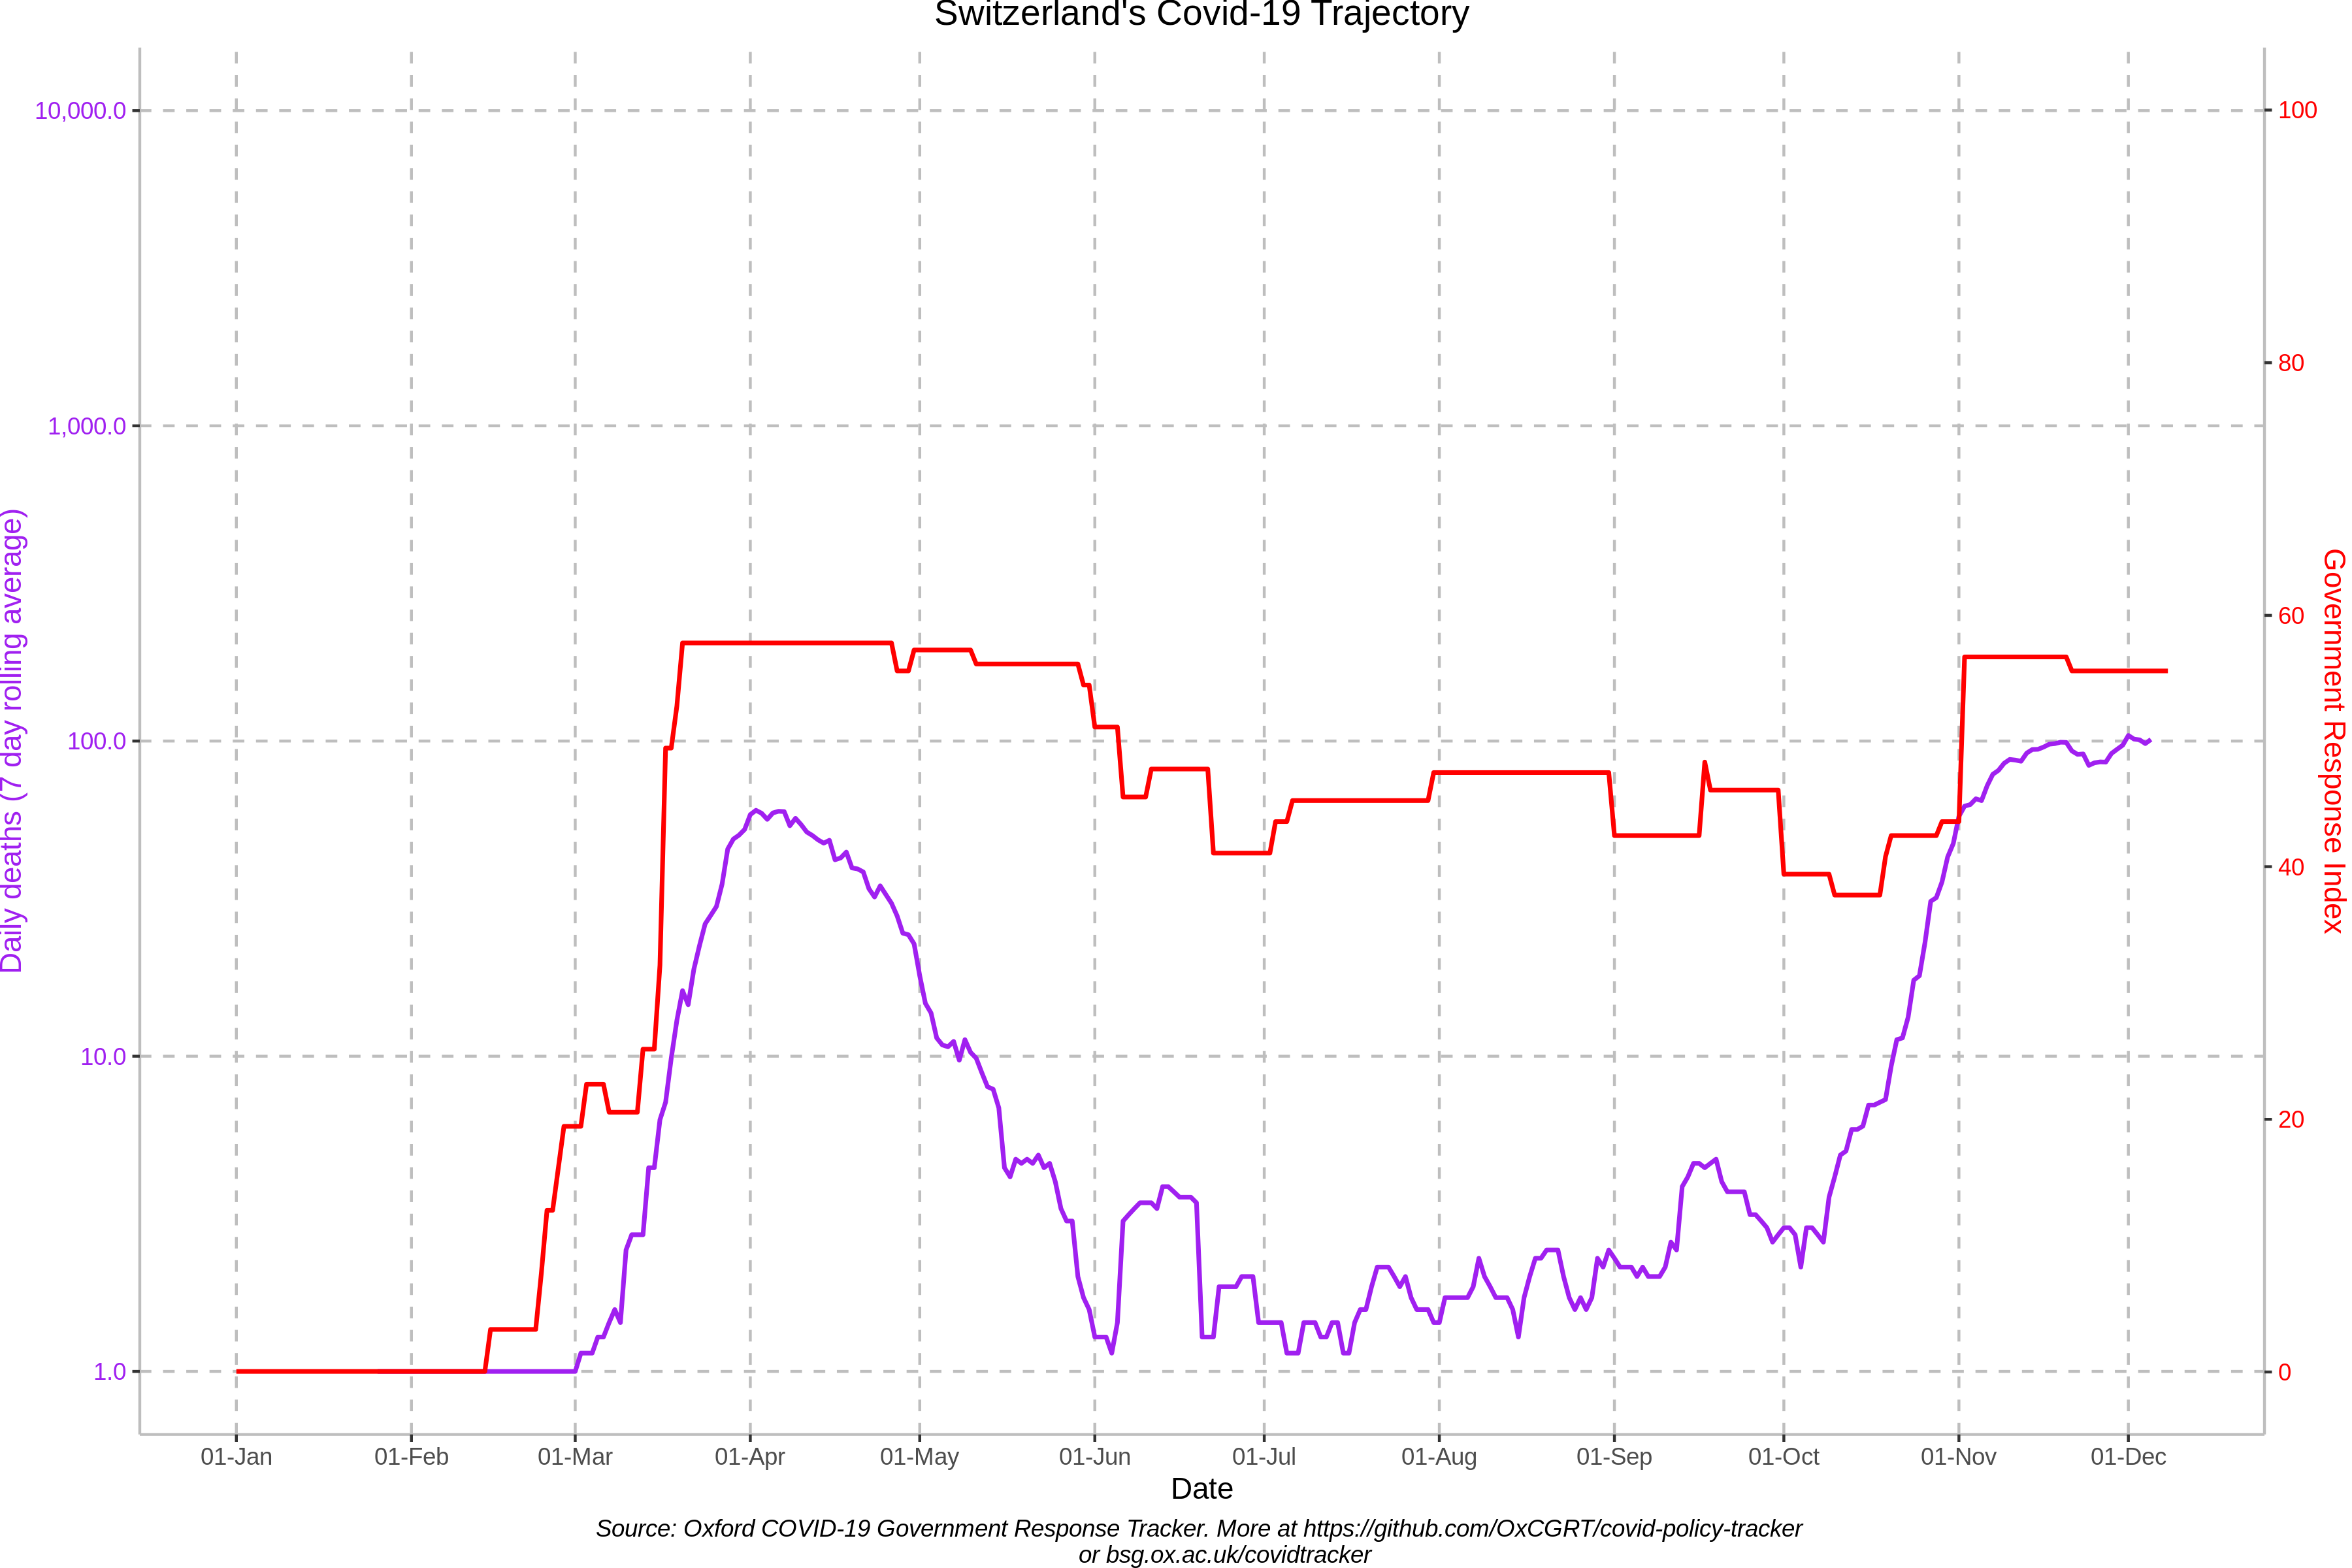 Switzerland's Covid-19 Trajectory
10,000.0
1,000.0
100.0
10.0
1.0
Daily deaths (7 day rolling average)
100
80
60
40
20
0
Government Response Index
01-Jan
01-Feb
01-Mar
01-Apr
01-May
01-Jun
01-Jul
01-Aug
01-Sep
01-Oct
01-Nov
01-Dec
Date
Source: Oxford COVID-19 Government Response Tracker. More at https://github.com/OxCGRT/covid-policy-tracker
or bsg.ox.ac.uk/covidtracker